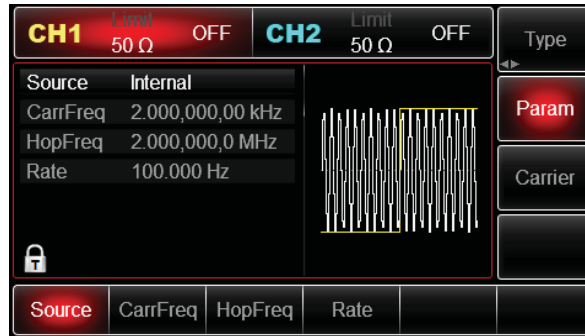 CH1 Limit 50 Ω OFF CH2 Limit 50 Ω OFF Type
Source Internal
CarrFreq 2.000,000,00 kHz
HopFreq 2.000,000,0 MHz
Rate 100.000 Hz
Param
Carrier
T
Source CarrFreq HopFreq Rate